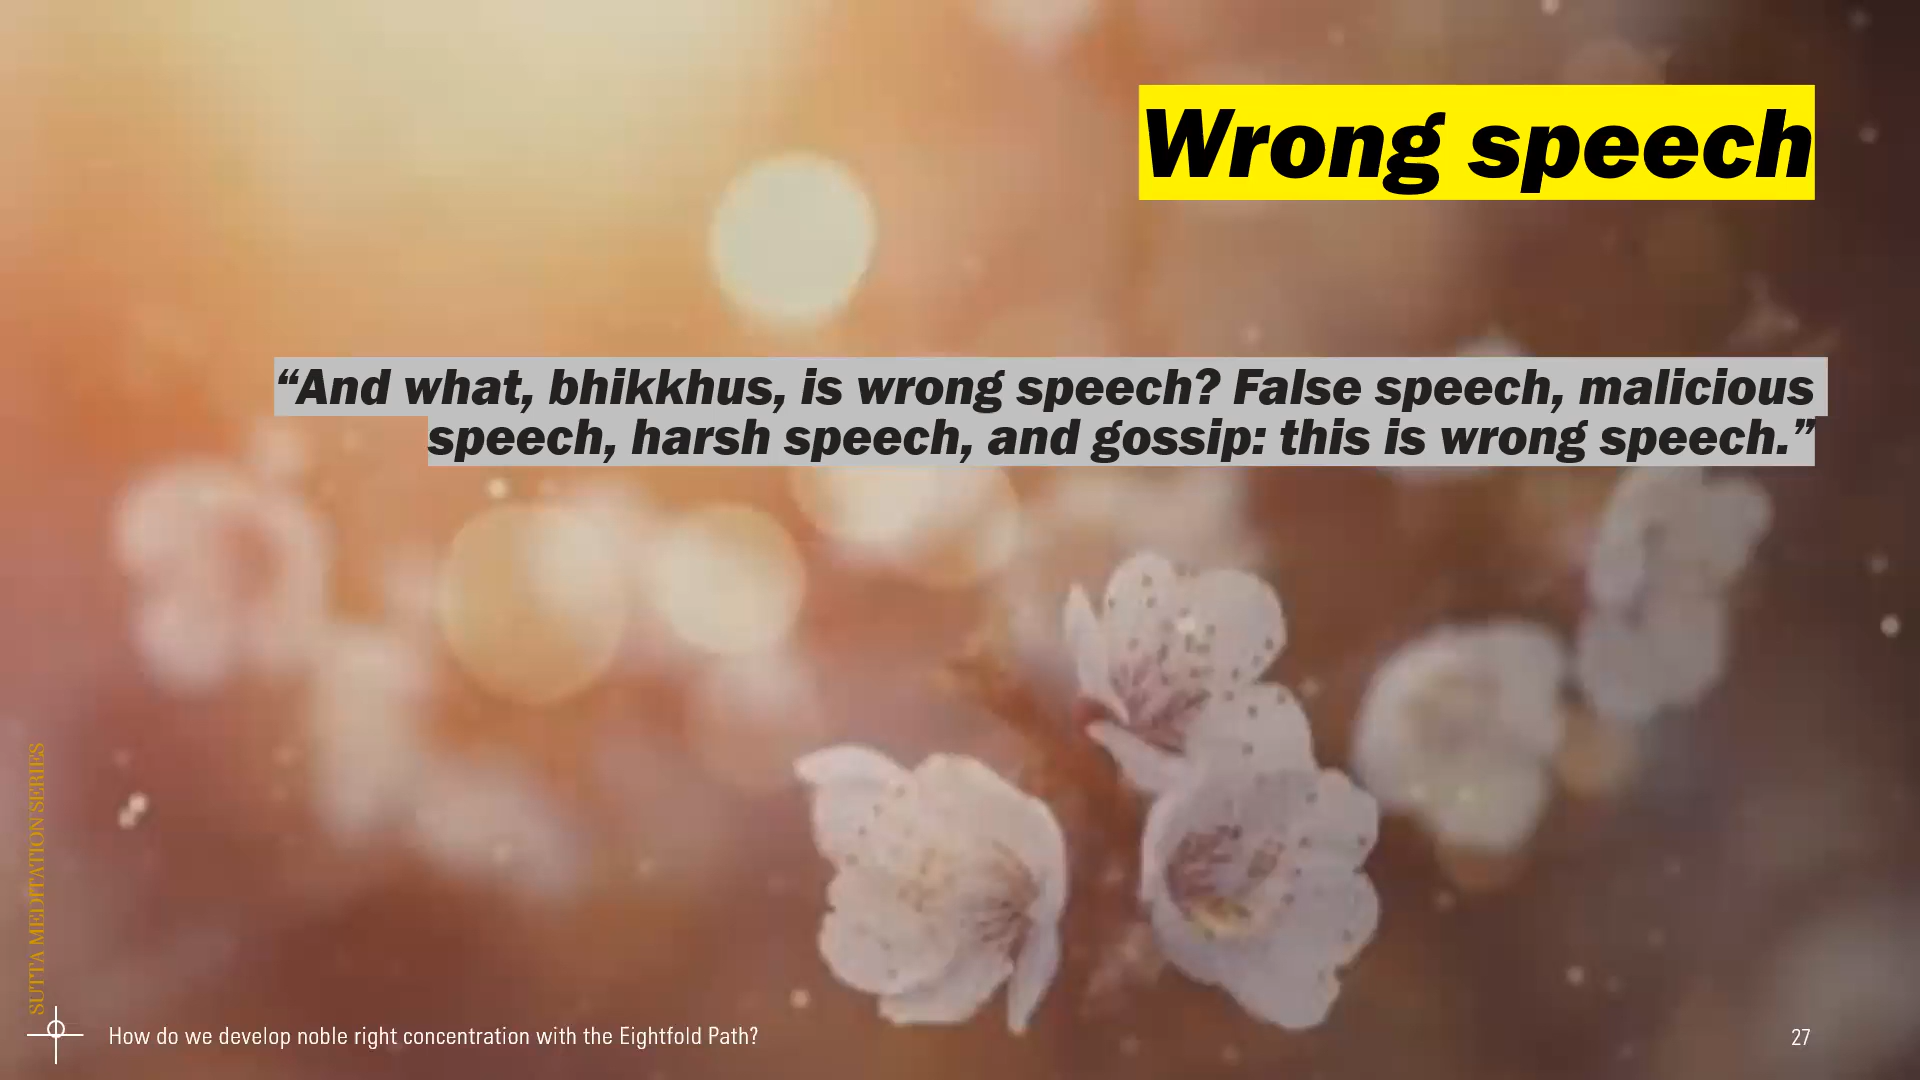 Wrong speech
“And what, bhikkhus, is wrong speech? False speech, malicious
speech, harsh speech, and gossip: this is wrong speech.”
SUTTA MEDITATION SERIES
How do we develop noble right concentration with the Eightfold Path?
27